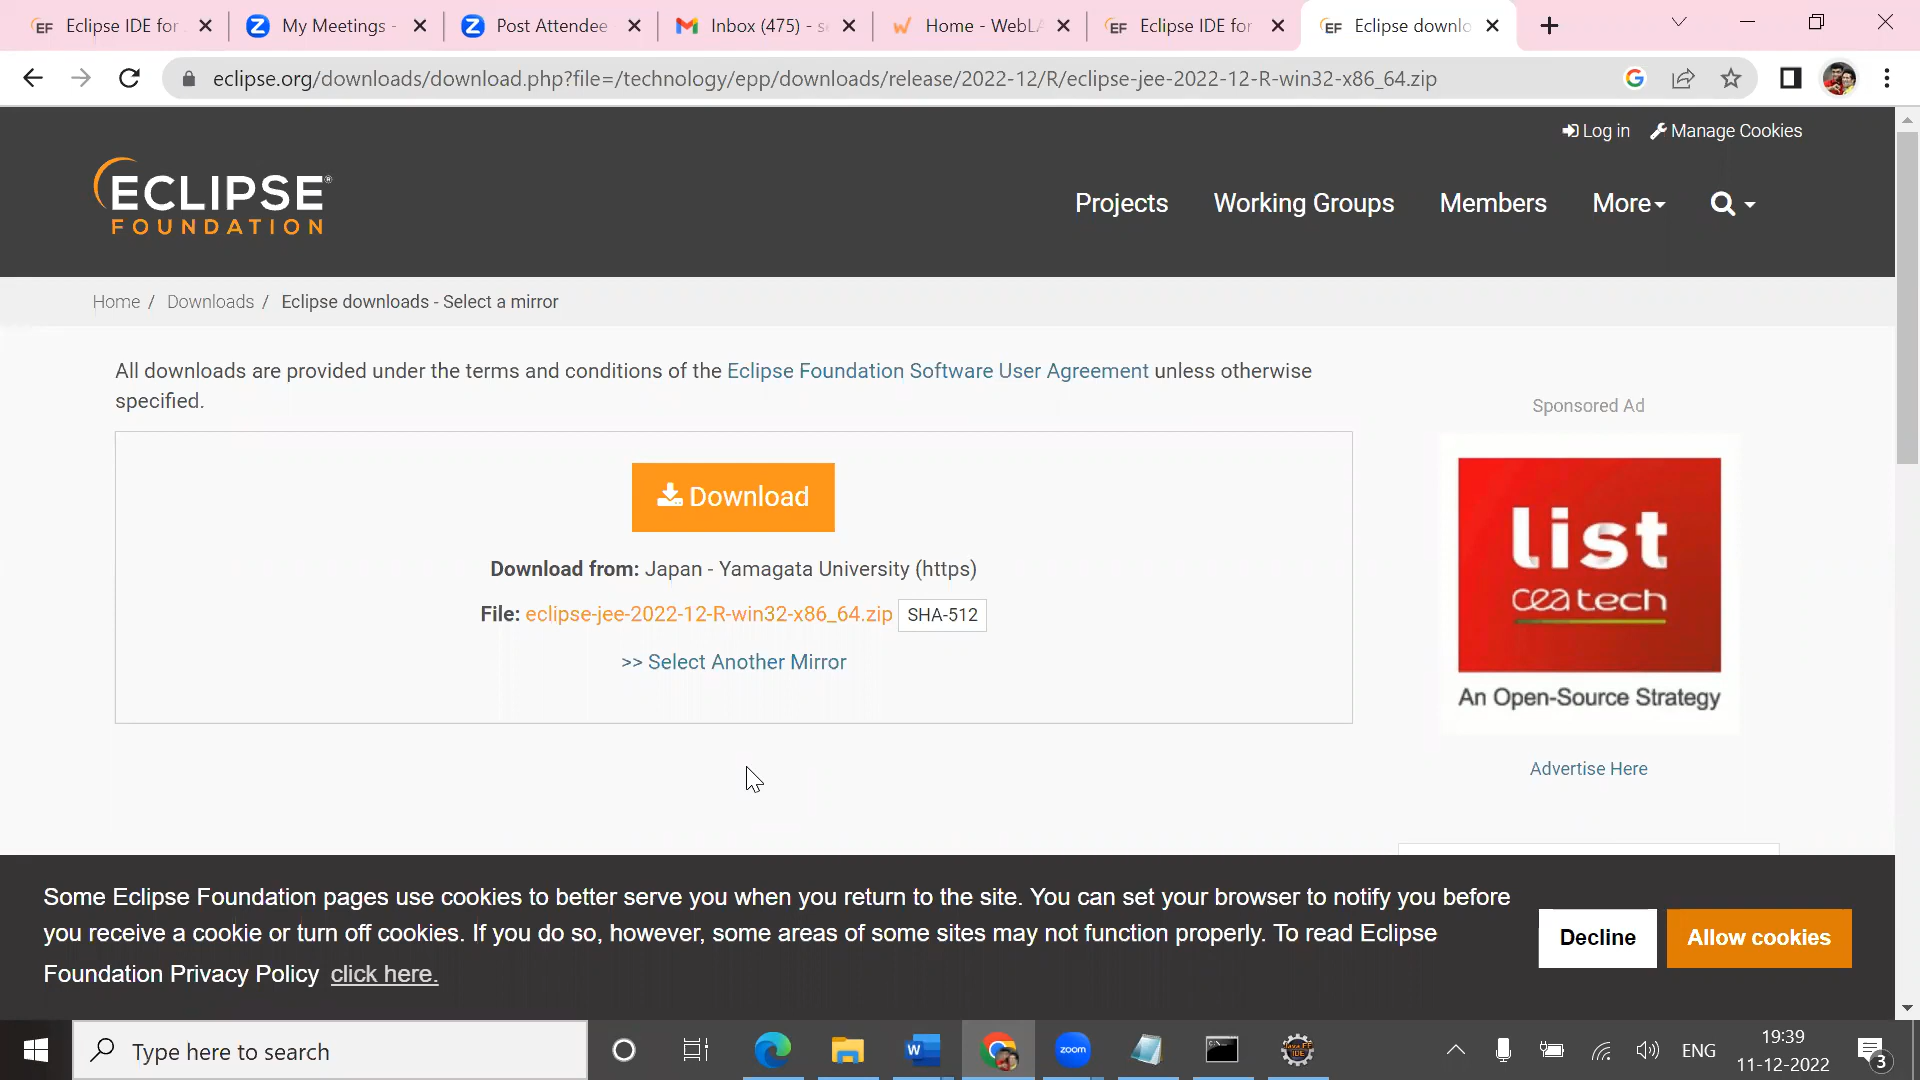 Eclipse IDE for
My Meetings -
Post Attendee
Inbox (475) - s
Home - WebLA
Eclipse IDE for
Eclipse downlo
eclipse.org/downloads/download.php?file=/technology/epp/downloads/release/2022-12/R/eclipse-jee-2022-12-R-win32-x86_64.zip
Log in
Manage Cookies
ECLIPSE®
FOUNDATION
Projects
Working Groups
Members
More
Home / Downloads / Eclipse downloads - Select a mirror
All downloads are provided under the terms and conditions of the Eclipse Foundation Software User Agreement unless otherwise
specified.
Sponsored Ad
Download
Download from: Japan - Yamagata University (https)
File: eclipse-jee-2022-12-R-win32-x86_64.zip SHA-512
>> Select Another Mirror
list
cea tech
An Open-Source Strategy
Advertise Here
Some Eclipse Foundation pages use cookies to better serve you when you return to the site. You can set your browser to notify you before
you receive a cookie or turn off cookies. If you do so, however, some areas of some sites may not function properly. To read Eclipse
Foundation Privacy Policy click here.
Decline
Allow cookies
Type here to search
zoom
ENG
19:39
11-12-2022
3